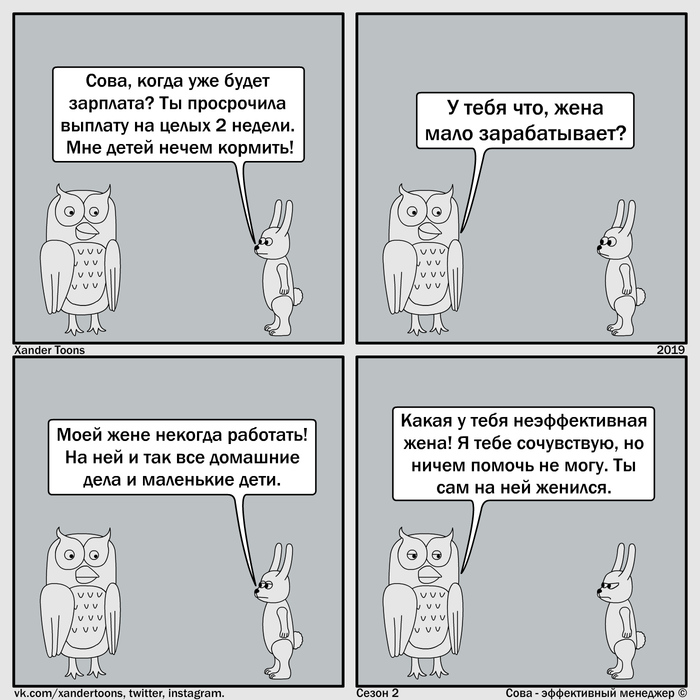 Сова, когда уже будет
зарплата? Ты просрочила
выплату на целых 2 недели.
Мне детей нечем кормить!
У тебя что, жена
мало зарабатывает?
Xander Toons
2019
Моей жене некогда работать!
На ней и так все домашние
дела и маленькие дети.
Какая у тебя неэффективная
жена! Я тебе сочувствую, но
ничем помочь не могу. Ты
сам на ней женился.
vk.com/xandertoons, twitter, instagram.
Сезон 2
Сова - эффективный менеджер ©